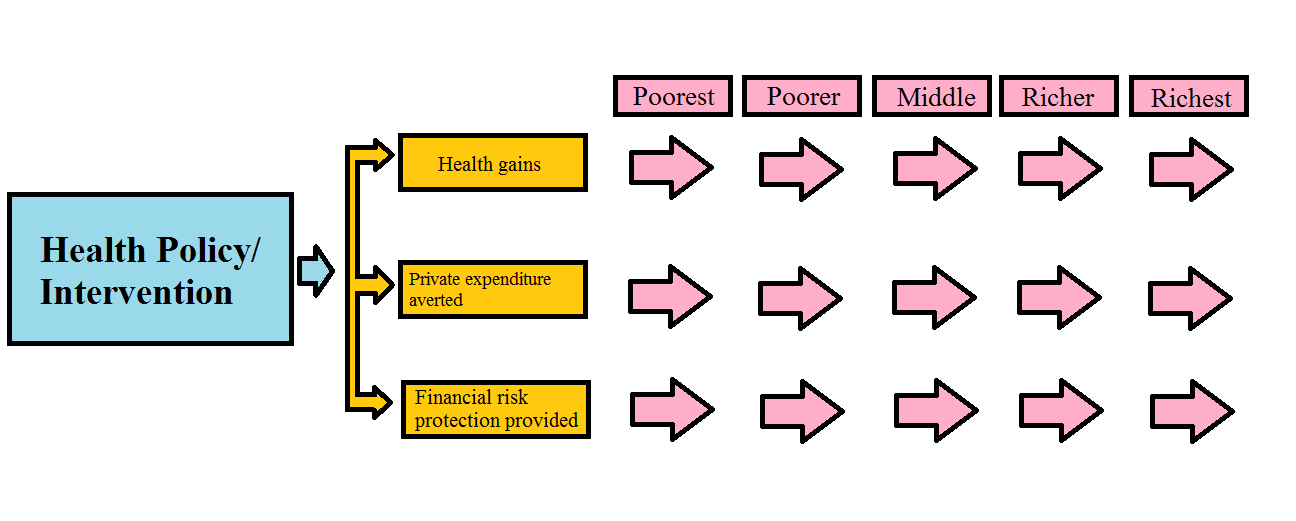 Poorest
Poorer
Middle
Richer
Richest
Health gains
Health Policy/
Intervention
Private expenditure
averted
Financial risk
protection provided